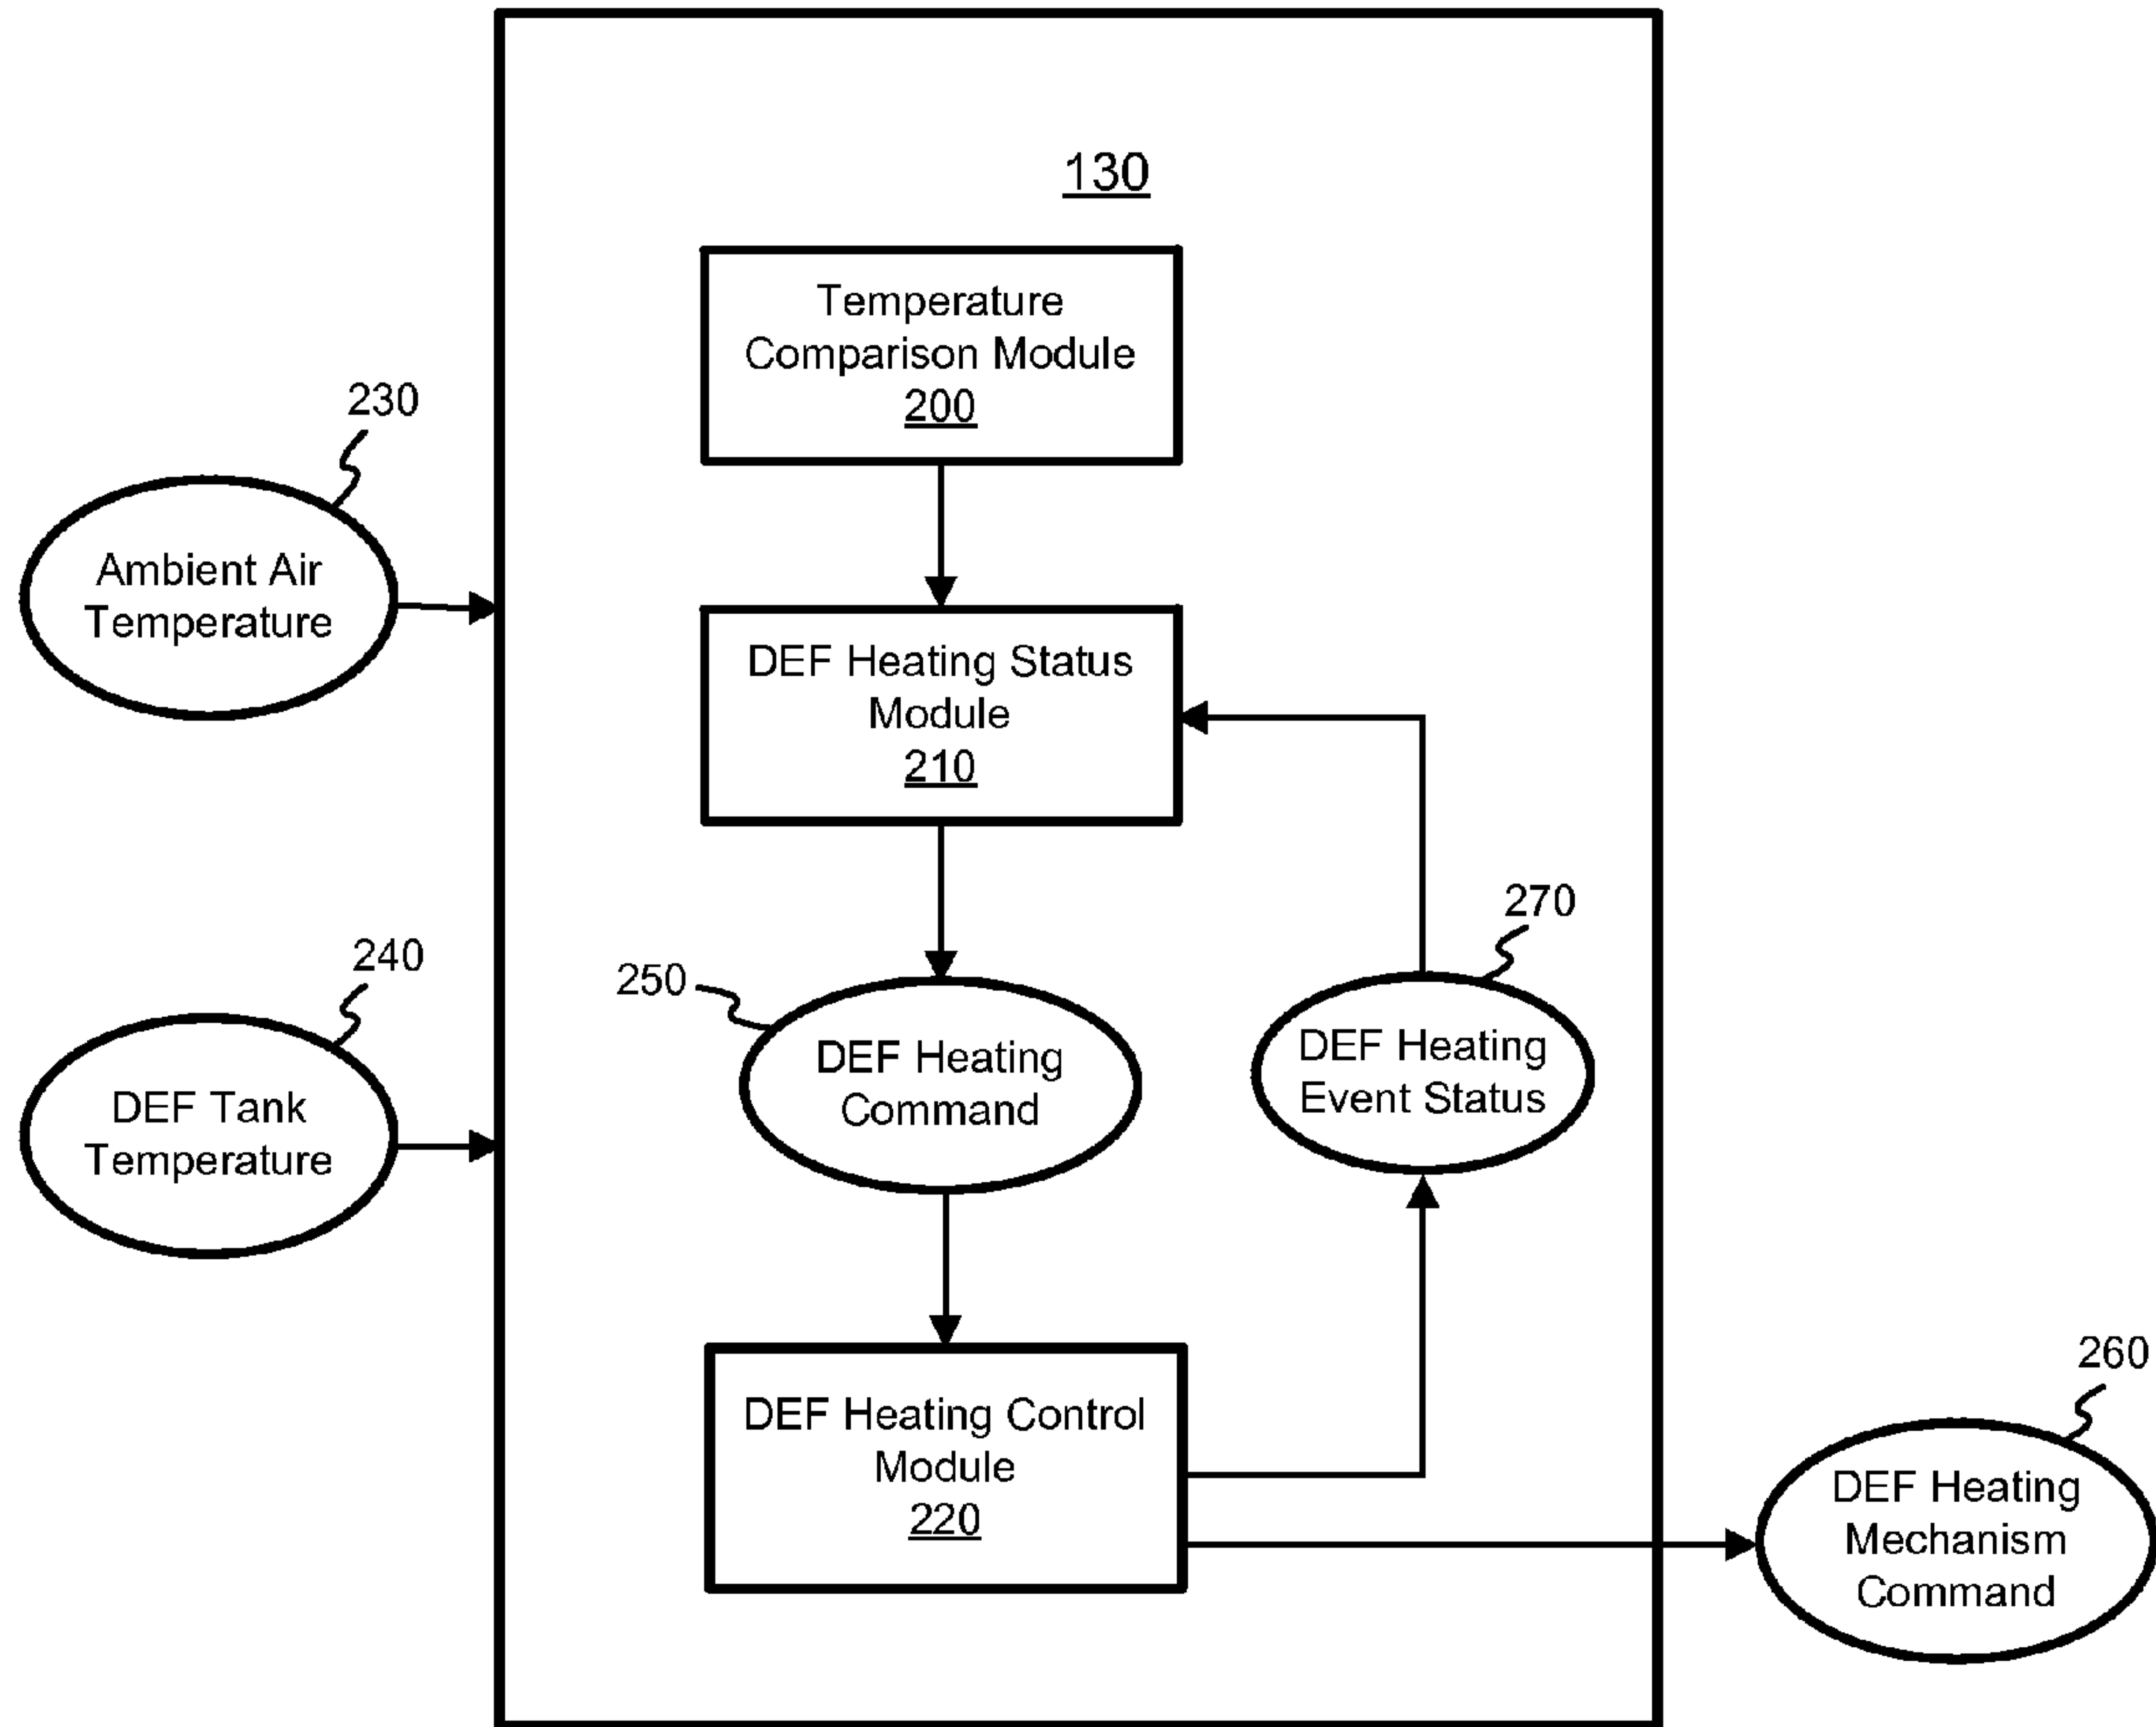 130
Temperature
Comparison Module
200
230
Ambient Air
Temperature
DEF Heating Status
Module
210
270
240
250
DEF Tank
Temperature
DEF Heating
Command
DEF Heating
Event Status
260
DEF Heating Control
Module
220
DEF Heating
Mechanism
Command